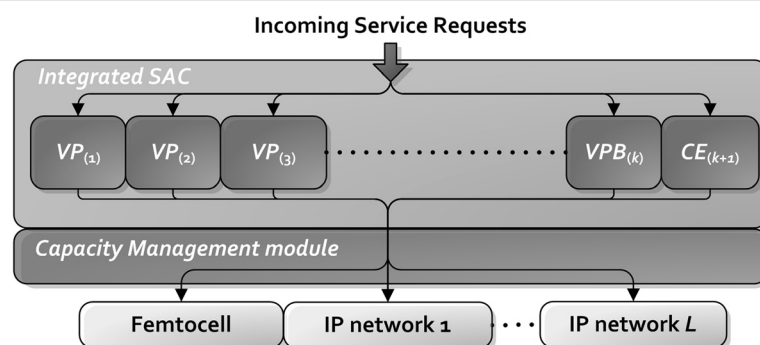 Incoming Service Requests
Integrated SAC
VP(1) VP(2) VP(3) VPB(k) CE(k+1)
Capacity Management module
Femtocell IP network 1 IP network L